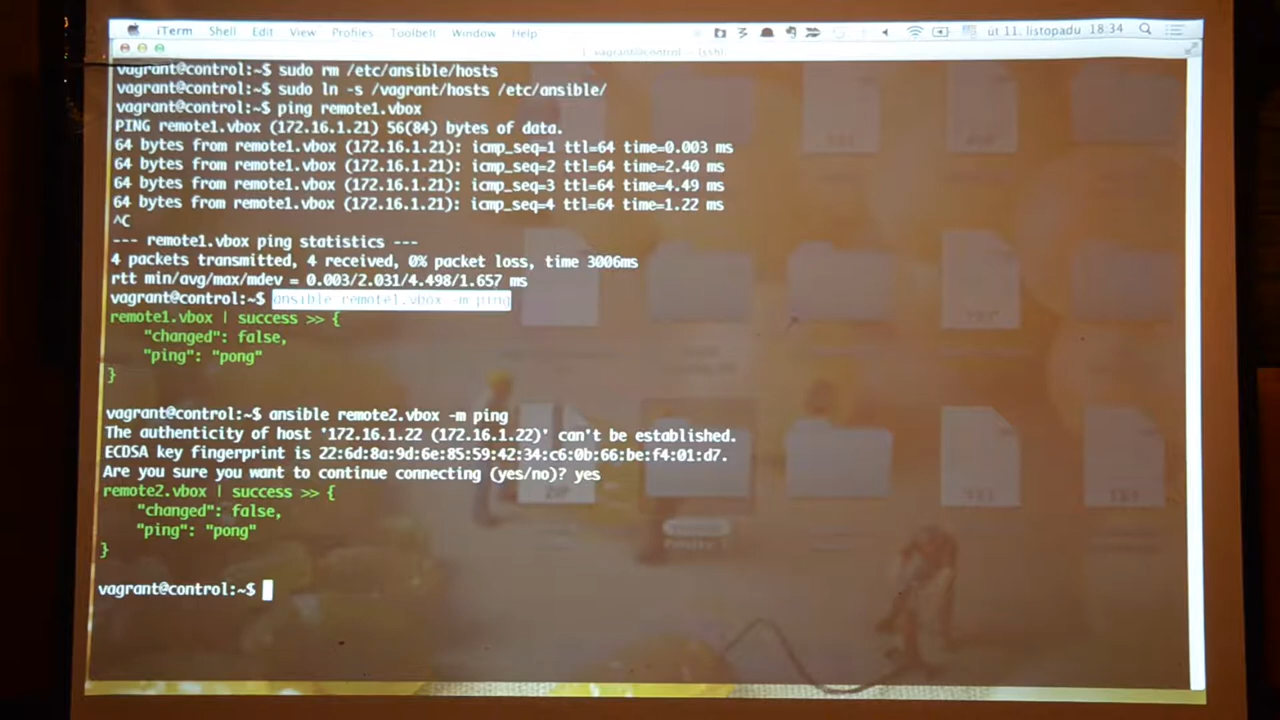 iTerm Shell Edit View Profiles Toolbelt Window Help út 11. listopadu 18:34
1. vagrant@control: ~ (ssh)
vagrant@control:~$ sudo rm /etc/ansible/hosts
vagrant@control:~$ sudo ln -s /vagrant/hosts /etc/ansible/
vagrant@control:~$ ping remote1.vbox
PING remote1.vbox (172.16.1.21) 56(84) bytes of data.
64 bytes from remote1.vbox (172.16.1.21): icmp_seq=1 ttl=64 time=0.003 ms
64 bytes from remote1.vbox (172.16.1.21): icmp_seq=2 ttl=64 time=2.40 ms
64 bytes from remote1.vbox (172.16.1.21): icmp_seq=3 ttl=64 time=4.49 ms
64 bytes from remote1.vbox (172.16.1.21): icmp_seq=4 ttl=64 time=1.22 ms
^C
--- remote1.vbox ping statistics ---
4 packets transmitted, 4 received, 0% packet loss, time 3006ms
rtt min/avg/max/mdev = 0.003/2.031/4.498/1.657 ms
vagrant@control:~$ ansible remote1.vbox -m ping
remote1.vbox | success >> {
"changed": false,
"ping": "pong"
}
vagrant@control:~$ ansible remote2.vbox -m ping
The authenticity of host '172.16.1.22 (172.16.1.22)' can't be established.
ECDSA key fingerprint is 22:6d:8a:9d:6e:85:59:42:34:c6:0b:66:be:f4:01:d7.
Are you sure you want to continue connecting (yes/no)? yes
remote2.vbox | success >> {
"changed": false,
"ping": "pong"
}
vagrant@control:~$
ZIP